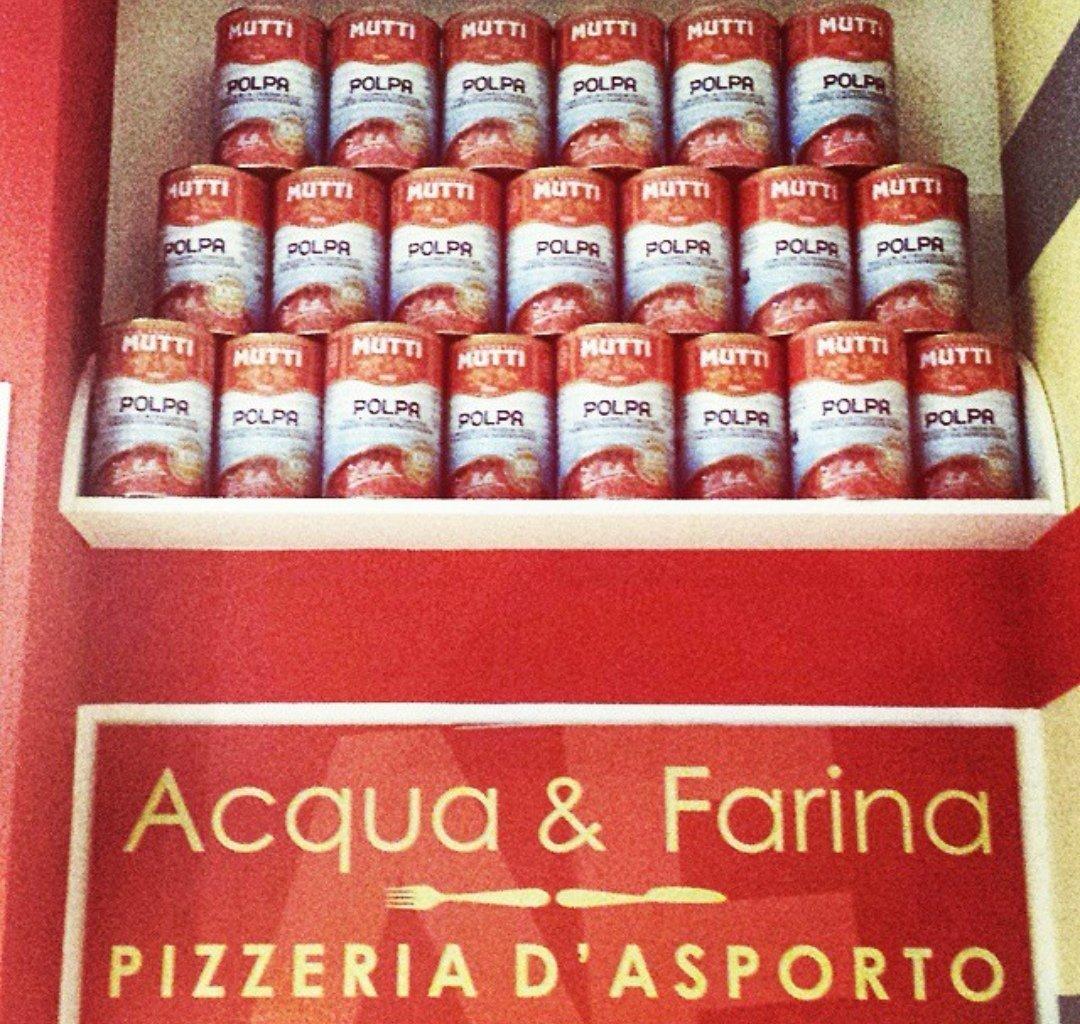 MUTTI MUTTI MUTTI MUTTI MUTTI MUTTI
POLPA POLPA POLPA POLPA POLPA POLPA
MUTTI MUTTI MUTTI MUTTI MUTTI MUTTI MUTTI
POLPA POLPA POLPA POLPA POLPA POLPA POLPA
MUTTI MUTTI MUTTI MUTTI MUTTI MUTTI MUTTI MUTTI
POLPA POLPA POLPA POLPA POLPA POLPA POLPA POLPA
Acqua & Farina
PIZZERIA D'ASPORTO